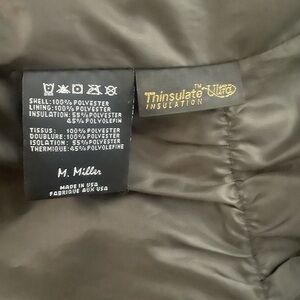 SHELL: 100% POLYESTER
LINING: 100% POLYESTER
INSULATION: 55% POLYESTER
45% POLYOLEFIN
TISSUS: 100% POLYESTER
DOUBLURE: 100% POLYESTER
ISOLATION: 55% POLYESTER
THERMIQUE: 45% POLYOLEFINE
M. Miller
MADE IN USA
FABRIQUE AUX USA
Thinsulate™ Ultra
INSULATION